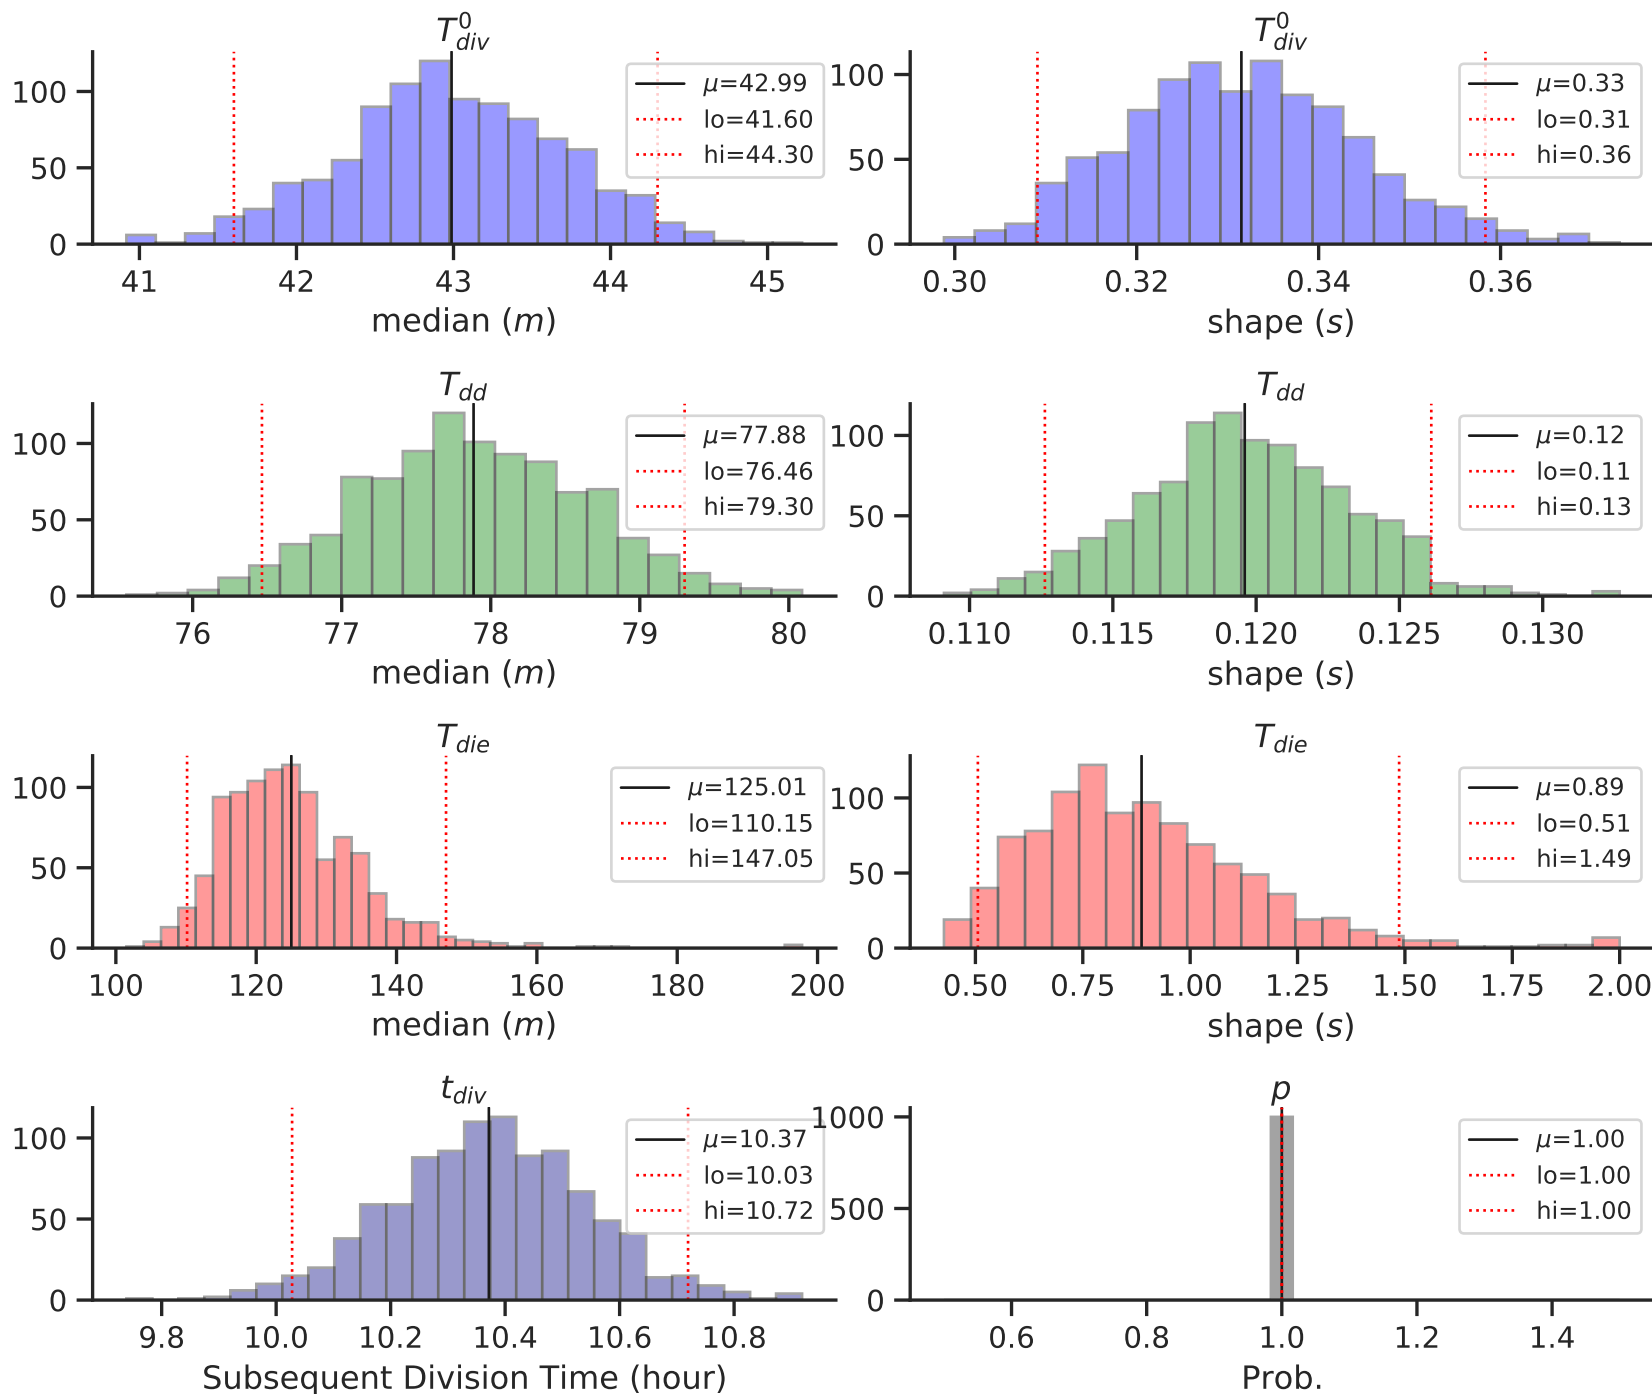 T⁰div
100
50
0
μ=42.99
lo=41.60
hi=44.30
41 42 43 44 45
median (m)
T⁰div
100
50
0
μ=0.33
lo=0.31
hi=0.36
0.30 0.32 0.34 0.36
shape (s)
Tdd
100
50
0
μ=77.88
lo=76.46
hi=79.30
76 77 78 79 80
median (m)
Tdd
100
50
0
μ=0.12
lo=0.11
hi=0.13
0.110 0.115 0.120 0.125 0.130
shape (s)
Tdie
100
50
0
μ=125.01
lo=110.15
hi=147.05
100 120 140 160 180 200
median (m)
Tdie
100
50
0
μ=0.89
lo=0.51
hi=1.49
0.50 0.75 1.00 1.25 1.50 1.75 2.00
shape (s)
tdiv
100
50
0
μ=10.37
lo=10.03
hi=10.72
9.8 10.0 10.2 10.4 10.6 10.8
Subsequent Division Time (hour)
p
1000
500
0
μ=1.00
lo=1.00
hi=1.00
0.6 0.8 1.0 1.2 1.4
Prob.